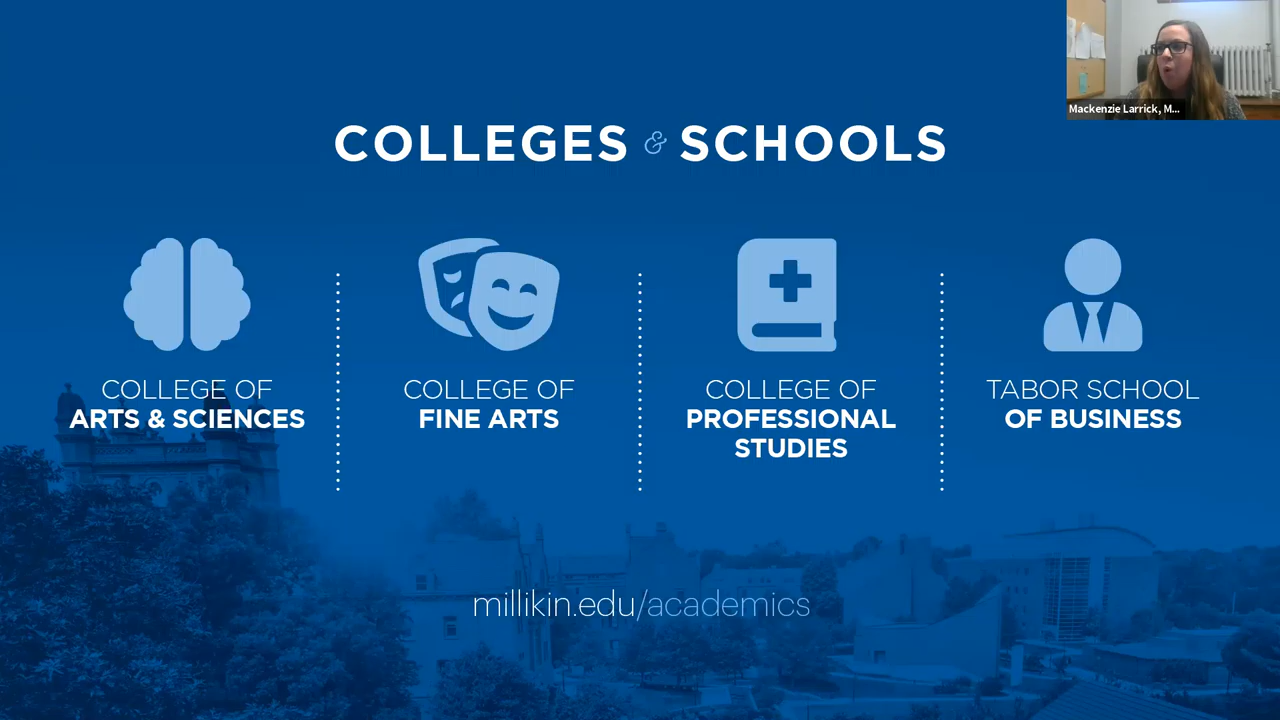 Mackenzie Larrick, M...
COLLEGES & SCHOOLS
COLLEGE OF
ARTS & SCIENCES
COLLEGE OF
FINE ARTS
COLLEGE OF
PROFESSIONAL
STUDIES
TABOR SCHOOL
OF BUSINESS
millikin.edu/academics